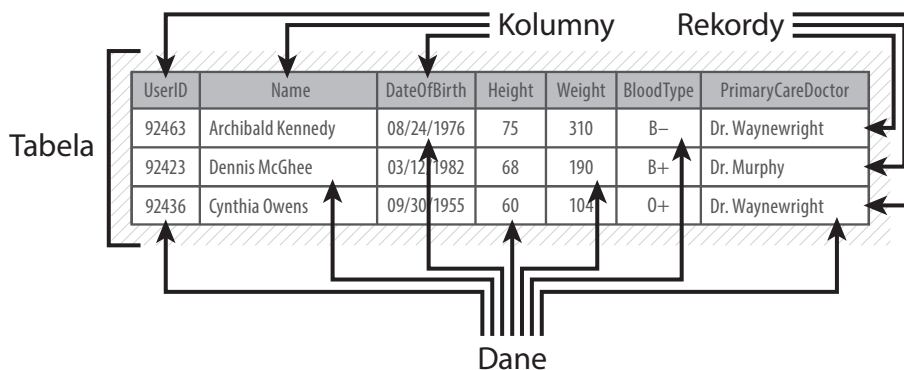 Kolumny Rekordy
Tabela
UserID Name DateOfBirth Height Weight BloodType PrimaryCareDoctor
92463 Archibald Kennedy 08/24/1976 75 310 B– Dr. Waynewright
92423 Dennis McGhee 03/12/1982 68 190 B+ Dr. Murphy
92436 Cynthia Owens 09/30/1955 60 104 O+ Dr. Waynewright
Dane